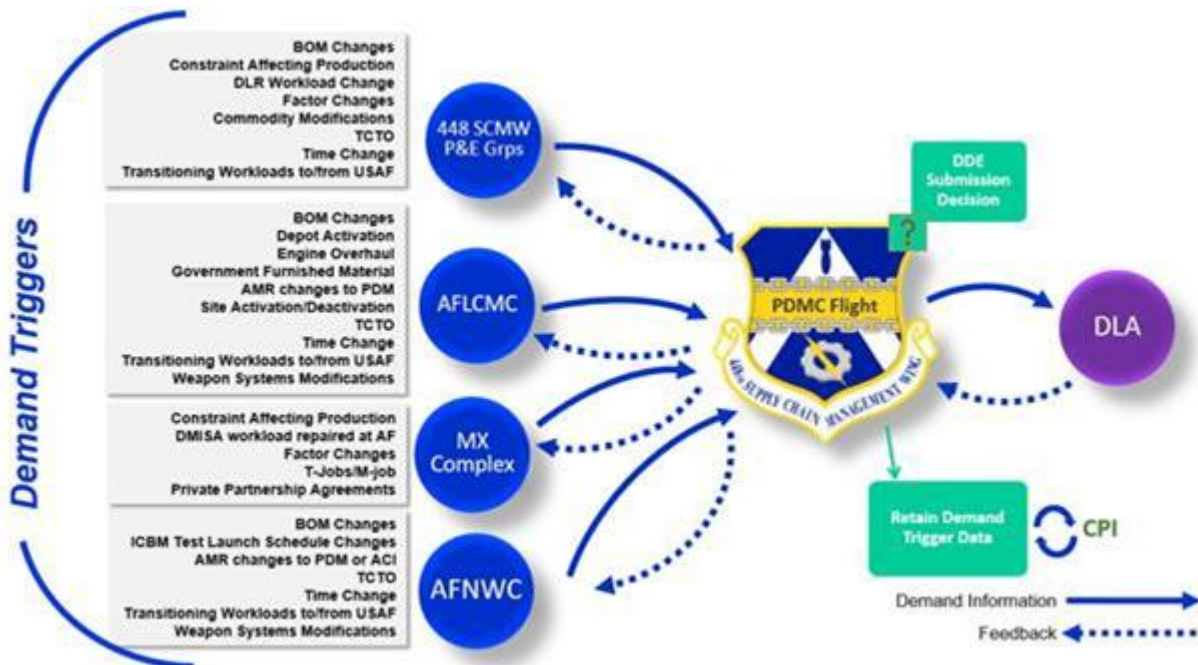 Demand Triggers
BOM Changes
Constraint Affecting Production
DLR Workload Change
Factor Changes
Commodity Modifications
TCTO
Time Change
Transitioning Workloads to/from USAF
448 SCMW
P&E Grps
BOM Changes
Depot Activation
Engine Overhaul
Government Furnished Material
AMR changes to PDM
Site Activation/Deactivation
TCTO
Time Change
Transitioning Workloads to/from USAF
Weapon Systems Modifications
AFLCMC
Constraint Affecting Production
DMISA workload repaired at AF
Factor Changes
T-Jobs/M-job
Private Partnership Agreements
MX
Complex
BOM Changes
ICBM Test Launch Schedule Changes
AMR changes to PDM or ACI
TCTO
Time Change
Transitioning Workloads to/from USAF
Weapon Systems Modifications
AFNWC
DDE
Submission
Decision
?
PDMC Flight
448th SUPPLY CHAIN MANAGEMENT WING
DLA
Retain Demand
Trigger Data
CPI
Demand Information
Feedback